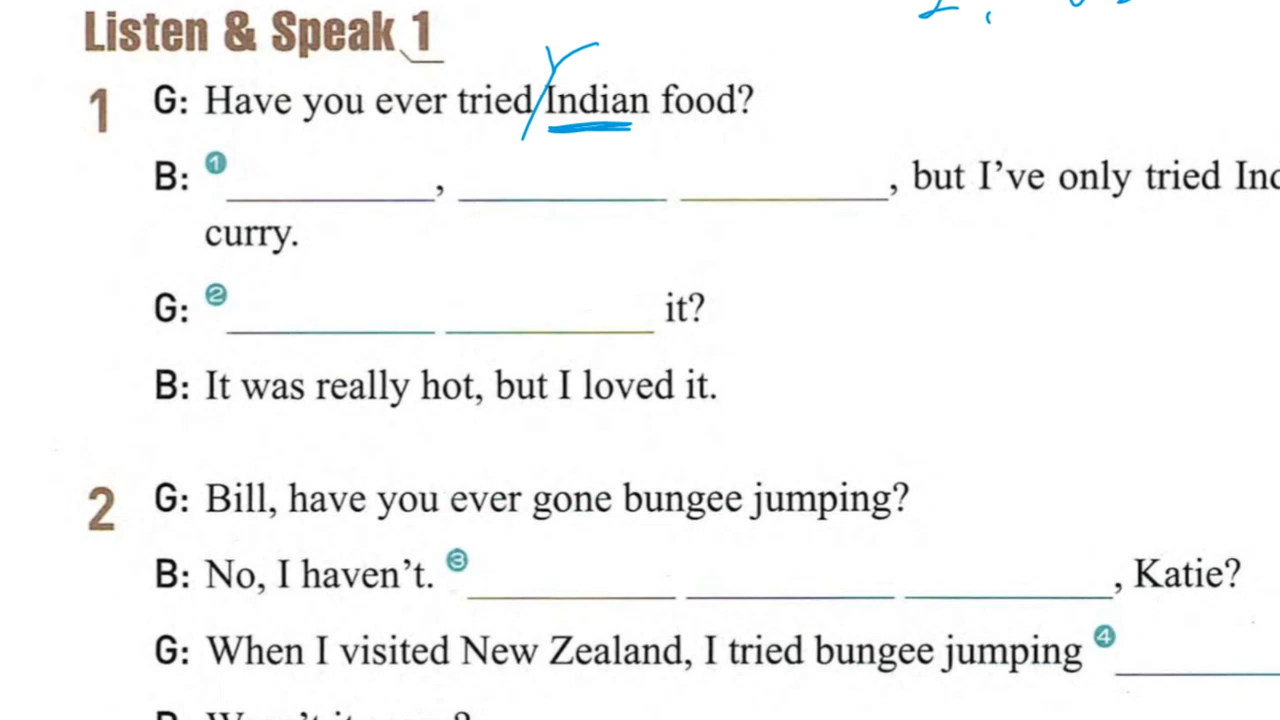 Listen & Speak 1
1 G: Have you ever tried Indian food?
B: ❶ ________, ________ ________, but I've only tried
curry.
G: ❷ ________ ________ it?
B: It was really hot, but I loved it.
2 G: Bill, have you ever gone bungee jumping?
B: No, I haven't. ❸ ________ ________ ________, Katie?
G: When I visited New Zealand, I tried bungee jumping ❹ ________